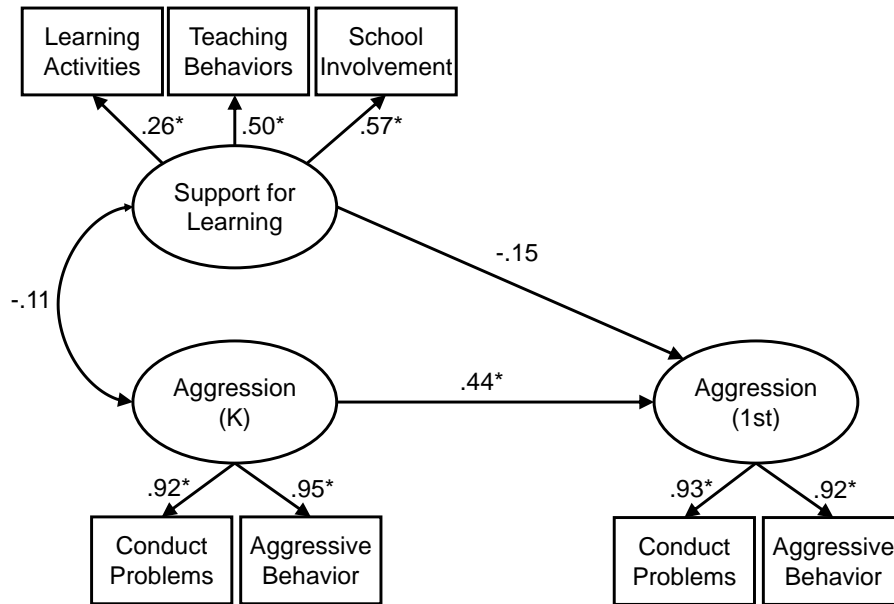 Learning
Activities
Teaching
Behaviors
School
Involvement
.26*
.50*
.57*
Support for
Learning
-.15
-.11
Aggression
(K)
.44*
Aggression
(1st)
.92*
.95*
.93*
.92*
Conduct
Problems
Aggressive
Behavior
Conduct
Problems
Aggressive
Behavior